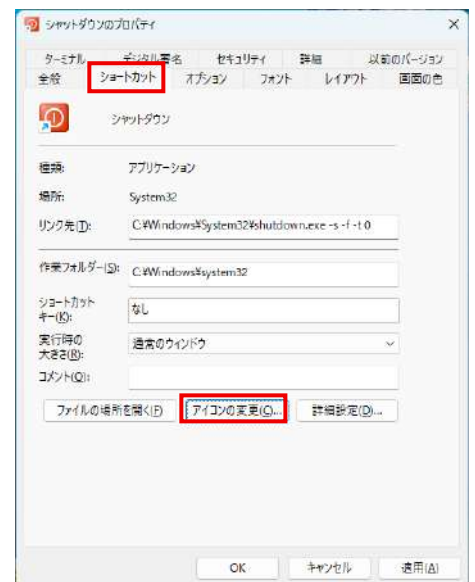 シャットダウンのプロパティ
ターミナル デジタル署名 セキュリティ 詳細 以前のバージョン
全般 ショートカット オプション フォント レイアウト 画面の色
シャットダウン
種類: アプリケーション
場所: System32
リンク先(T): C:¥Windows¥System32¥shutdown.exe -s -f -t 0
作業フォルダー(S): C:¥Windows¥system32
ショートカット
キー(K): なし
実行時の
大きさ(R): 通常のウィンドウ
コメント(O):
ファイルの場所を開く(F) アイコンの変更(C)... 詳細設定(D)...
OK キャンセル 適用(A)